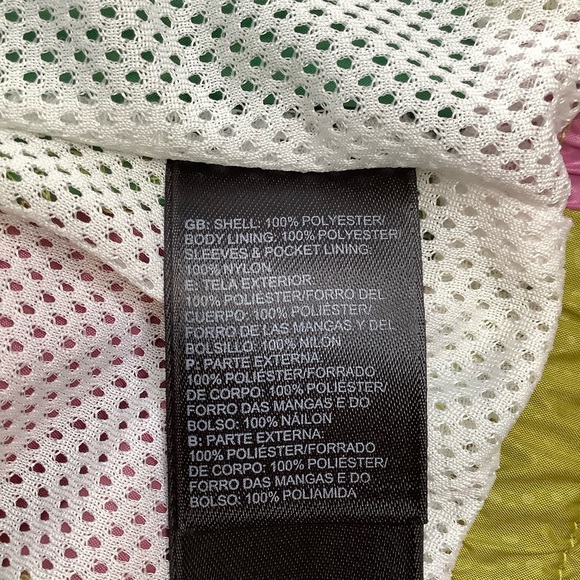 GB: SHELL: 100% POLYESTER/
BODY LINING: 100% POLYESTER/
SLEEVES & POCKET LINING:
100% NYLON
E: TELA EXTERIOR:
100% POLIÉSTER/FORRO DEL
CUERPO: 100% POLIÉSTER/
FORRO DE LAS MANGAS Y DEL
BOLSILLO: 100% NILÓN
P: PARTE EXTERNA:
100% POLIÉSTER/FORRADO
DE CORPO: 100% POLIÉSTER/
FORRO DAS MANGAS E DO
BOLSO: 100% NÁILON
B: PARTE EXTERNA:
100% POLIÉSTER/FORRADO
DE CORPO: 100% POLIÉSTER/
FORRO DAS MANGAS E DO
BOLSO: 100% POLIAMIDA